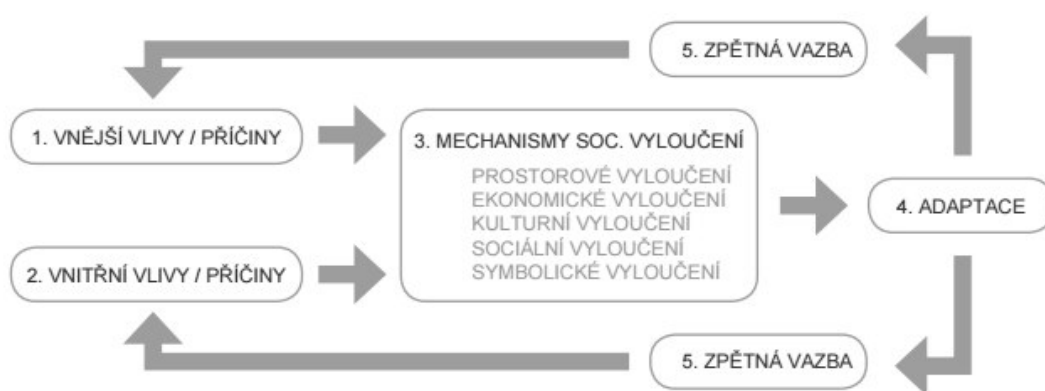 5. ZPĚTNÁ VAZBA
1. VNĚJŠÍ VLIVY / PŘÍČINY
3. MECHANISMY SOC. VYLOUČENÍ
PROSTOROVÉ VYLOUČENÍ
EKONOMICKÉ VYLOUČENÍ
KULTURNÍ VYLOUČENÍ
SOCIÁLNÍ VYLOUČENÍ
SYMBOLICKÉ VYLOUČENÍ
4. ADAPTACE
2. VNITŘNÍ VLIVY / PŘÍČINY
5. ZPĚTNÁ VAZBA